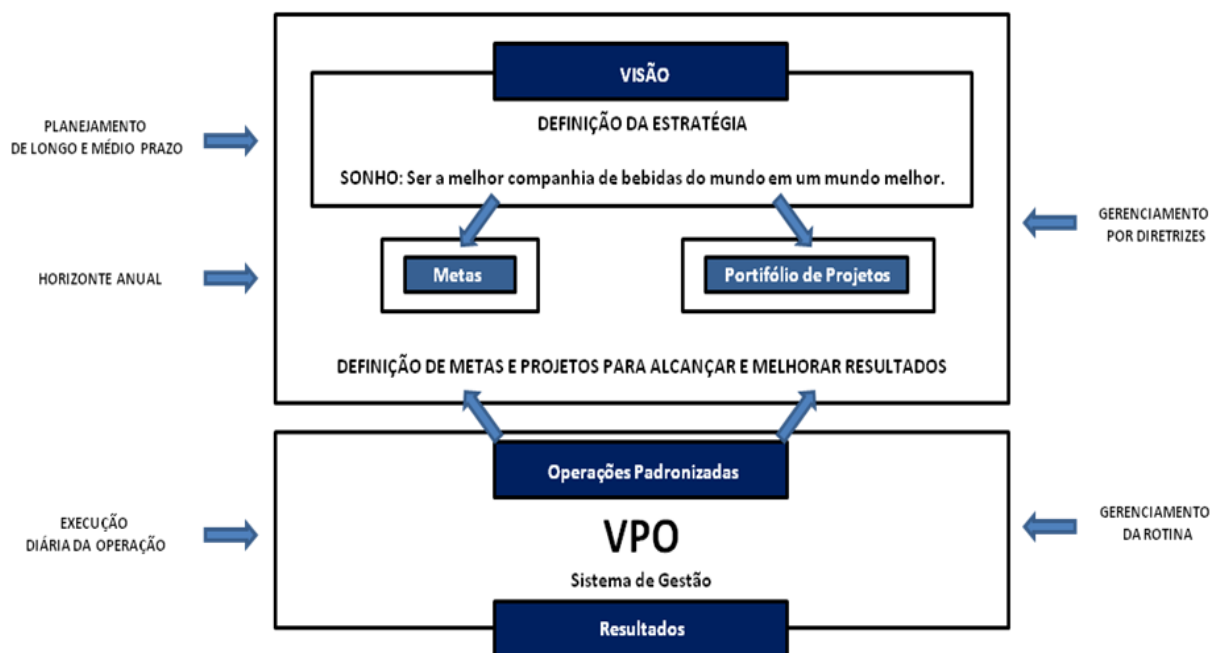 VISÃO
DEFINIÇÃO DA ESTRATÉGIA
SONHO: Ser a melhor companhia de bebidas do mundo em um mundo melhor.
PLANEJAMENTO
DE LONGO E MÉDIO PRAZO
GERENCIAMENTO
POR DIRETRIZES
HORIZONTE ANUAL
Metas
Portifólio de Projetos
DEFINIÇÃO DE METAS E PROJETOS PARA ALCANÇAR E MELHORAR RESULTADOS
Operações Padronizadas
EXECUÇÃO
DIÁRIA DA OPERAÇÃO
VPO
Sistema de Gestão
GERENCIAMENTO
DA ROTINA
Resultados